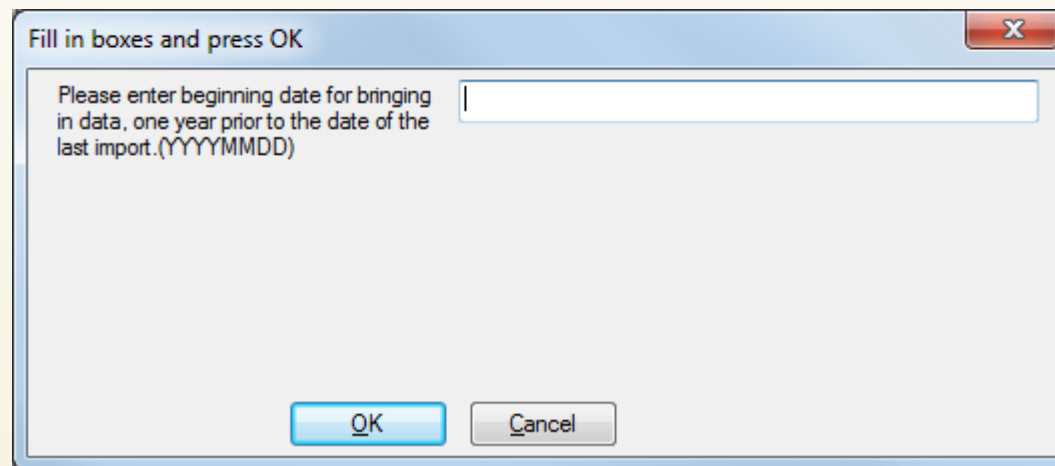 Fill in boxes and press OK
Please enter beginning date for bringing
in data, one year prior to the date of the
last import.(YYYYMMDD)
OK
Cancel